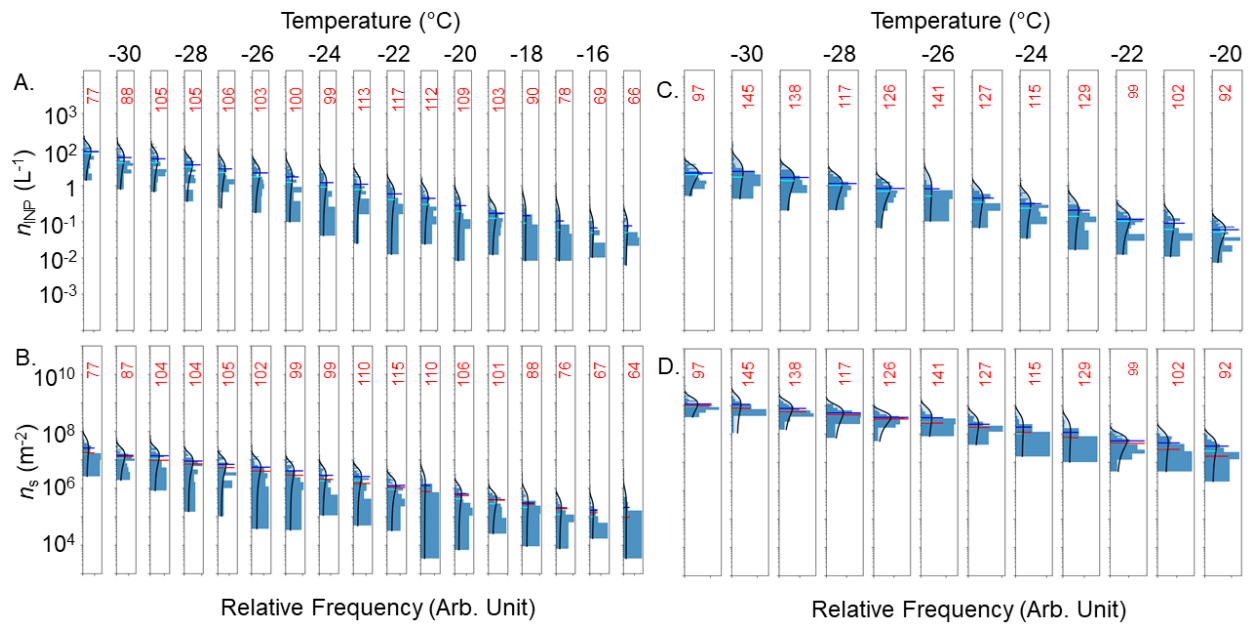 Temperature (°C)
-30 -28 -26 -24 -22 -20 -18 -16
A.
77 88 105 105 106 103 100 99 113 117 112 109 103 90 78 69 66
10³
10²
1
10⁻¹
10⁻²
10⁻³
nINP (L⁻¹)
B.
77 87 104 104 105 102 99 99 110 115 110 106 101 88 76 67 64
10¹⁰
10⁸
10⁶
10⁴
ns (m⁻²)
Relative Frequency (Arb. Unit)
Temperature (°C)
-30 -28 -26 -24 -22 -20
C.
97 145 138 117 126 141 127 115 129 99 102 92
D.
97 145 138 117 126 141 127 115 129 99 102 92
Relative Frequency (Arb. Unit)